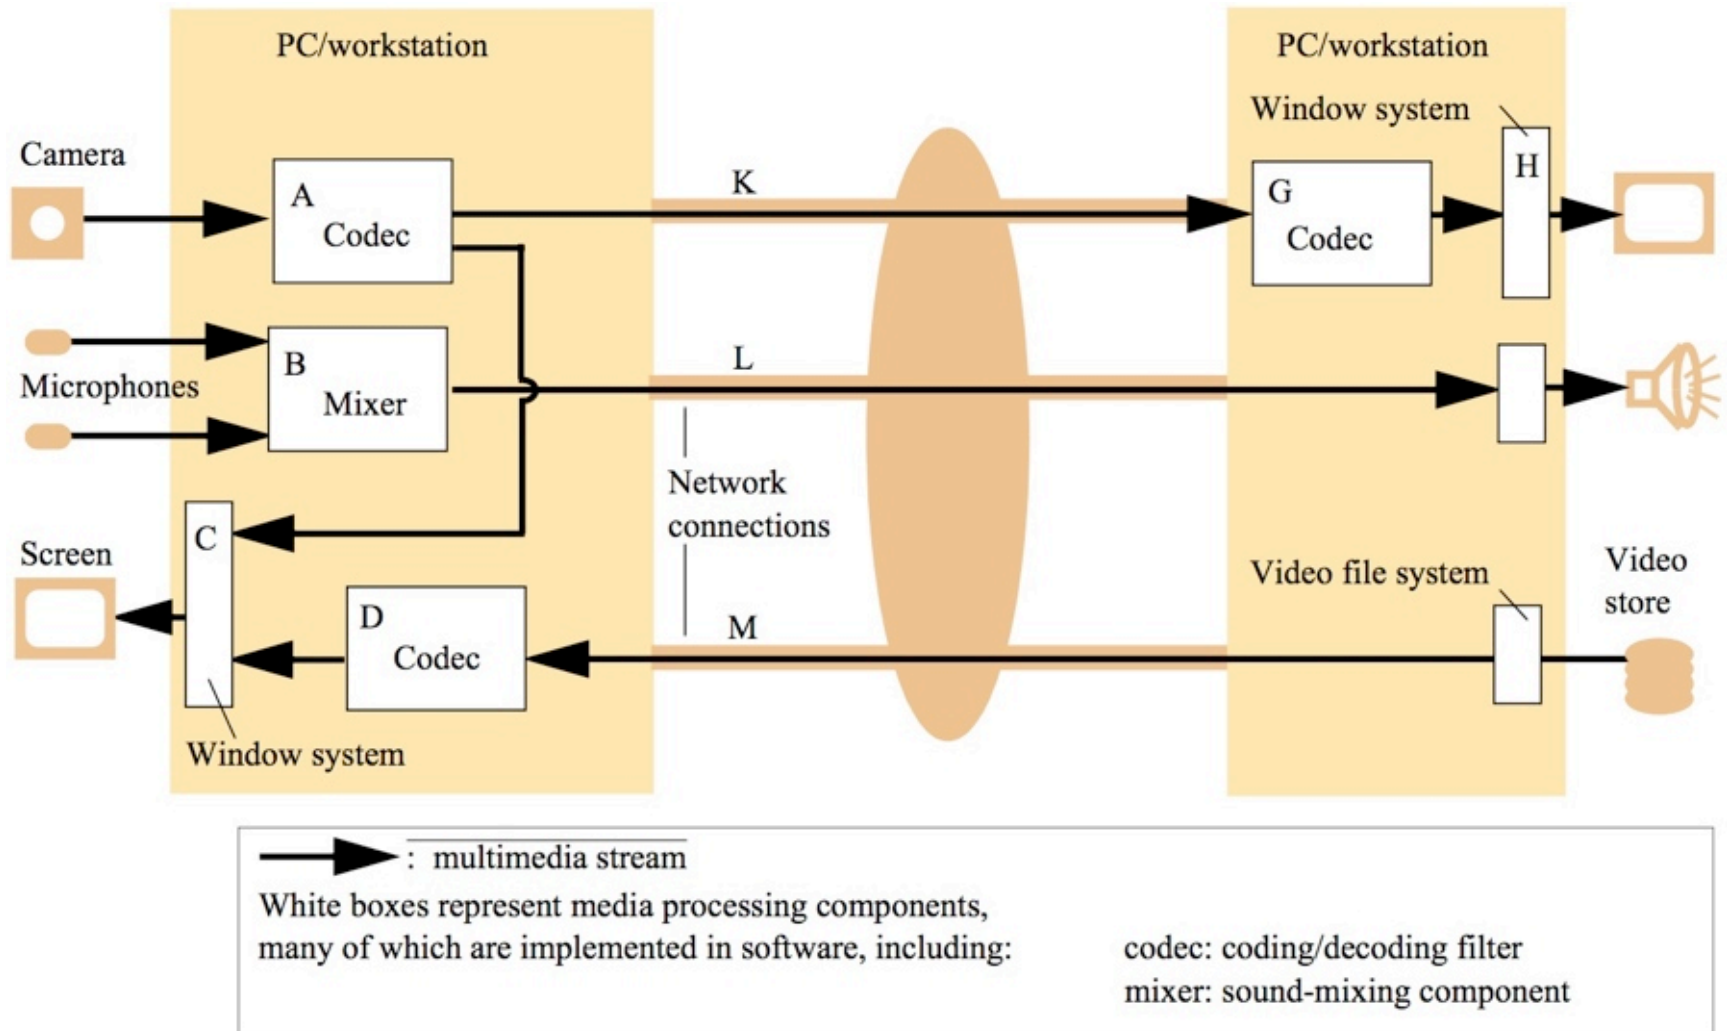 PC/workstation
PC/workstation
Window system
Camera
K
A
Codec
G
Codec
H
Microphones
B
Mixer
L
Network
connections
C
Screen
D
Codec
M
Video file system
Video
store
Window system
: multimedia stream
White boxes represent media processing components,
many of which are implemented in software, including:
codec: coding/decoding filter
mixer: sound-mixing component